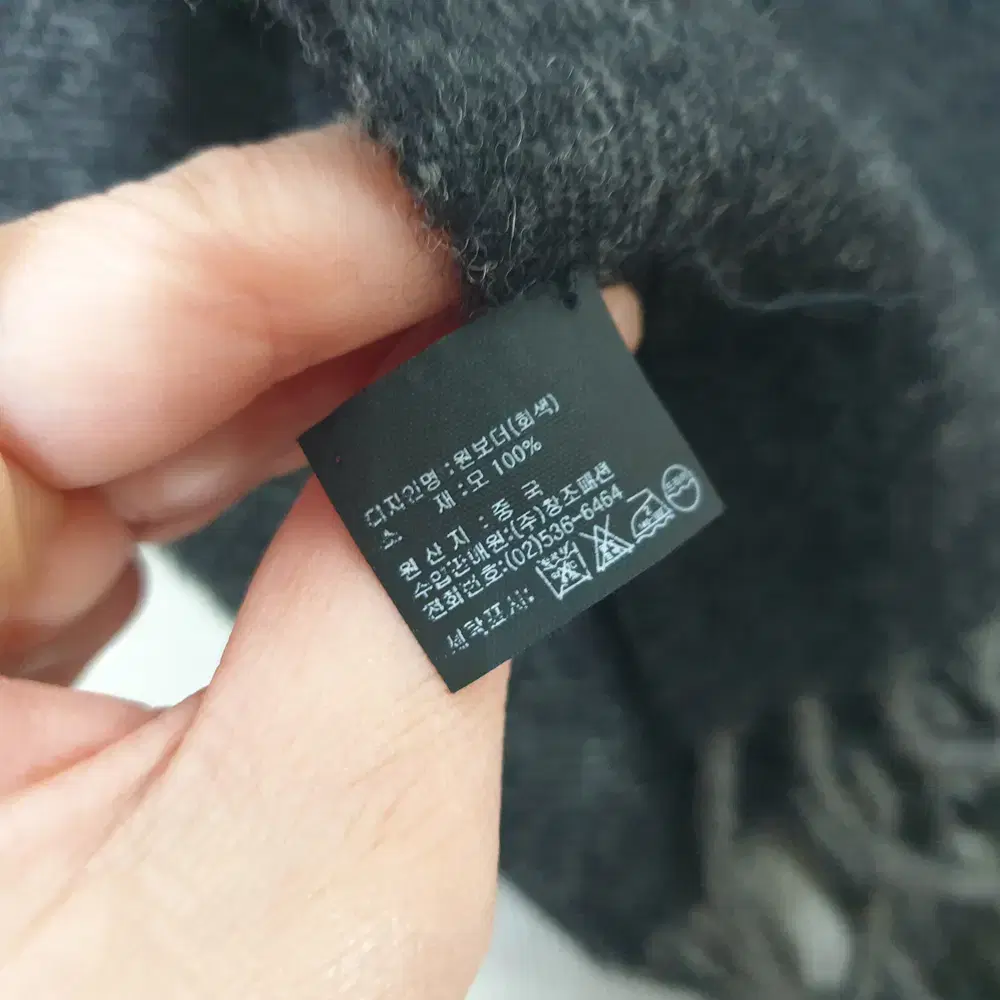 디자인명 : 원보더(회색)
소 재 : 모 100%
원 산 지 : 중 국
수입판매원:(주)창조패션
전화번호:(02)536-6464
세탁표시: